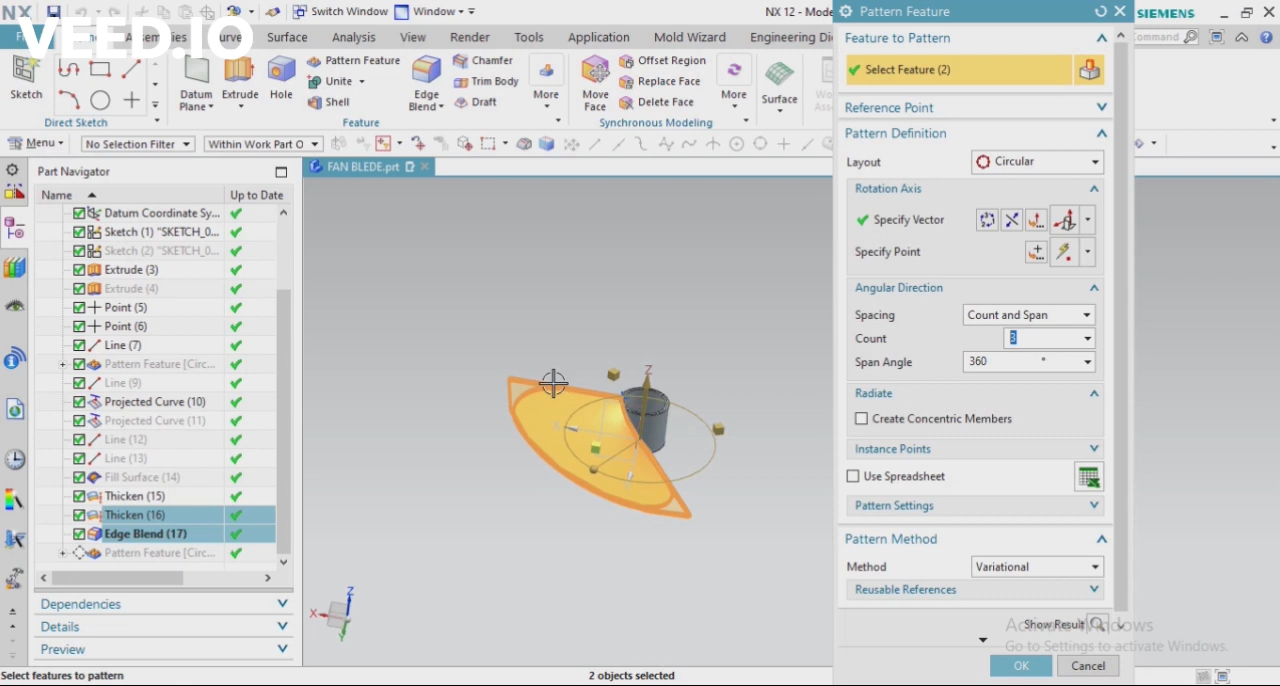 NX
VEED.IO
Switch Window
Window
NX 12 - Mode
SIEMENS
Assemblies
Curve
Surface
Analysis
View
Render
Tools
Application
Mold Wizard
Engineering Di
ommand
Sketch
Direct Sketch
Datum Plane
Extrude
Hole
Pattern Feature
Unite
Shell
Edge Blend
Chamfer
Trim Body
Draft
More
Feature
Move Face
Offset Region
Replace Face
Delete Face
More
Synchronous Modeling
Surface
Menu
No Selection Filter
Within Work Part O
Part Navigator
FAN BLEDE.prt
Name
Up to Date
Datum Coordinate Sy...
Sketch (1) "SKETCH_0...
Sketch (2) "SKETCH_0...
Extrude (3)
Extrude (4)
Point (5)
Point (6)
Line (7)
Pattern Feature [Circ...
Line (9)
Projected Curve (10)
Projected Curve (11)
Line (12)
Line (13)
Fill Surface (14)
Thicken (15)
Thicken (16)
Edge Blend (17)
Pattern Feature [Circ...
Dependencies
Details
Preview
Z
X
Y
Z
Select features to pattern
2 objects selected
Pattern Feature
Feature to Pattern
Select Feature (2)
Reference Point
Pattern Definition
Layout
Circular
Rotation Axis
Specify Vector
Specify Point
Angular Direction
Spacing
Count and Span
Count
3
Span Angle
360
°
Radiate
Create Concentric Members
Instance Points
Use Spreadsheet
Pattern Settings
Pattern Method
Method
Variational
Reusable References
Show Result
Activate Windows
Go to Settings to activate Windows.
OK
Cancel